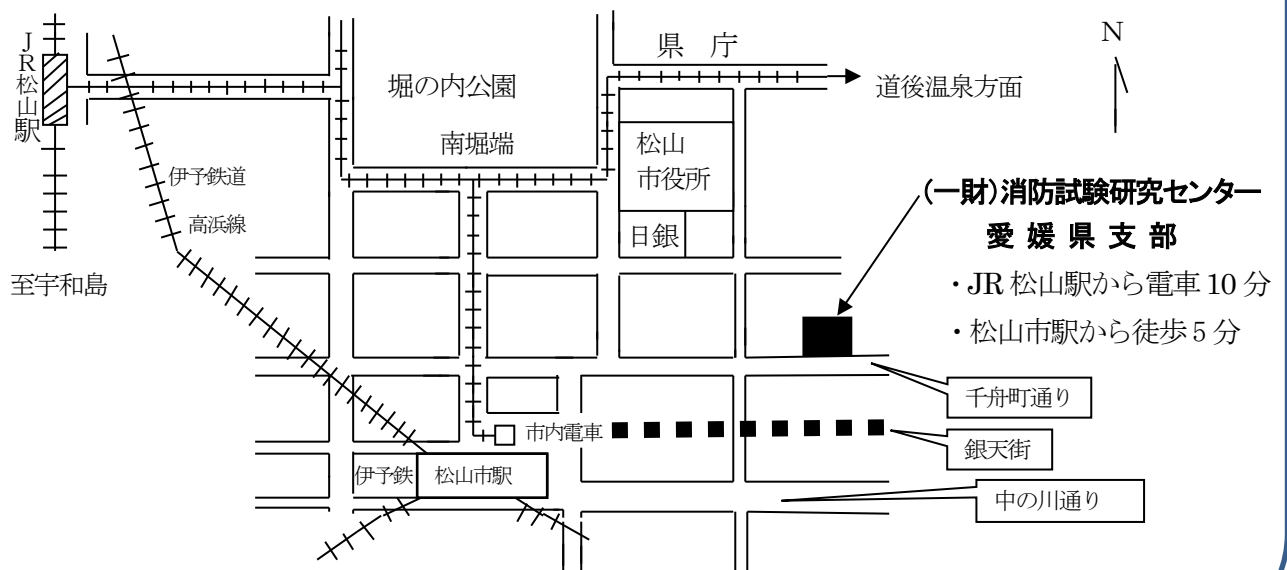 JR松山駅
県 庁
N
堀の内公園
道後温泉方面
南堀端
松山
市役所
伊予鉄道
高浜線
日銀
(一財)消防試験研究センター
愛媛県支部
・JR 松山駅から電車 10 分
・松山市駅から徒歩 5 分
至宇和島
千舟町通り
市内電車
銀天街
伊予鉄
松山市駅
中の川通り